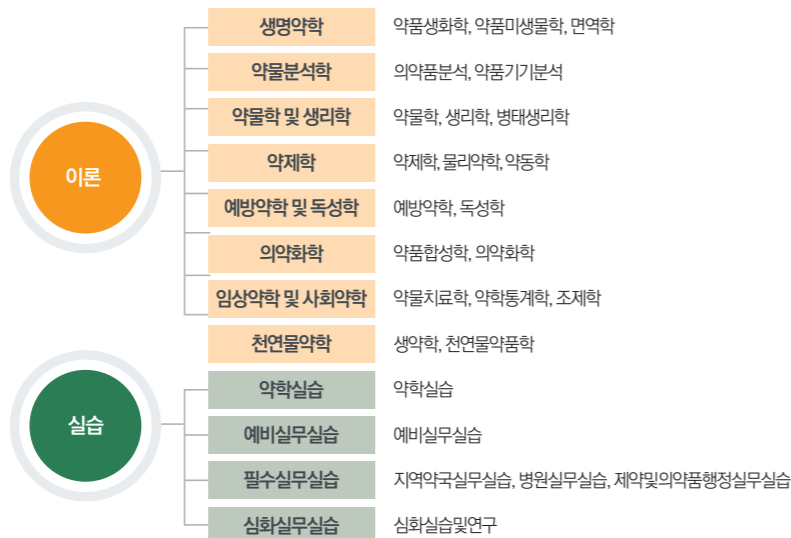 이론
생명약학 약품생화학, 약품미생물학, 면역학
약물분석학 의약품분석, 약품기기분석
약물학 및 생리학 약물학, 생리학, 병태생리학
약제학 약제학, 물리약학, 약동학
예방약학 및 독성학 예방약학, 독성학
의약화학 약품합성학, 의약화학
임상약학 및 사회약학 약물치료학, 약학통계학, 조제학
천연물약학 생약학, 천연물약품학
실습
약학실습 약학실습
예비실무실습 예비실무실습
필수실무실습 지역약국실무실습, 병원실무실습, 제약및의약품행정실무실습
심화실무실습 심화실습및연구